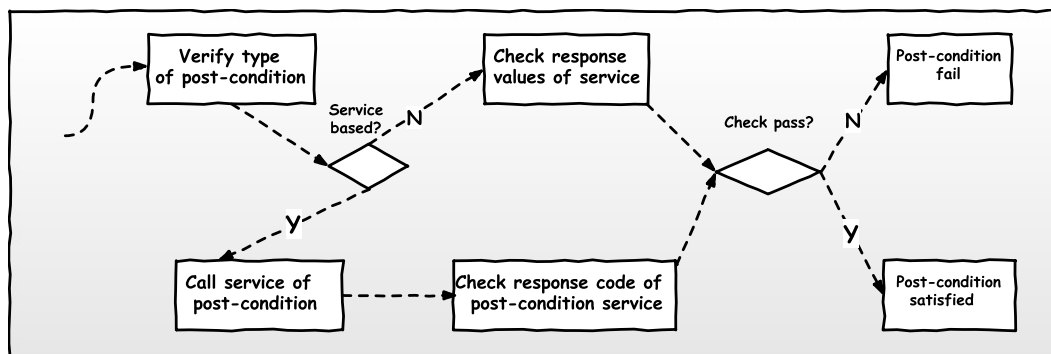 Verify type
of post-condition
Service
based?
N
Check response
values of service
Check pass?
N
Post-condition
fail
Y
Call service of
post-condition
Check response code of
post-condition service
Y
Post-condition
satisfied